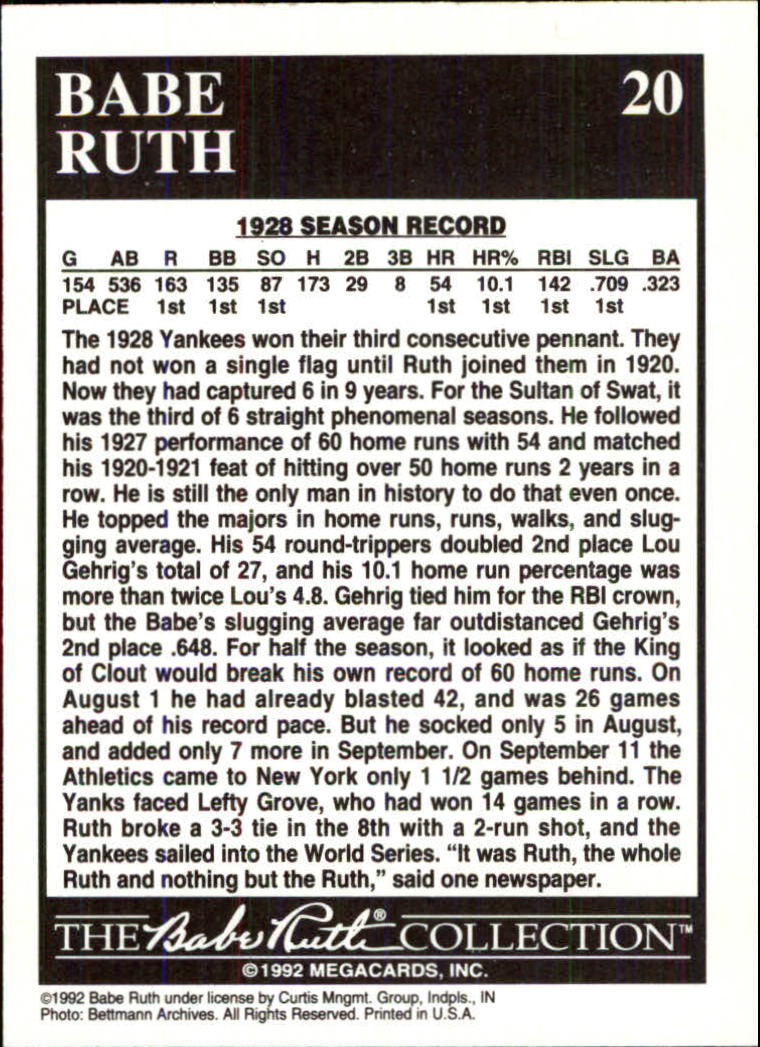 BABE
RUTH
20
1928 SEASON RECORD
G AB R BB SO H 2B 3B HR HR% RBI SLG BA
154 536 163 135 87 173 29 8 54 10.1 142 .709 .323
PLACE 1st 1st 1st 1st 1st 1st 1st
The 1928 Yankees won their third consecutive pennant. They
had not won a single flag until Ruth joined them in 1920.
Now they had captured 6 in 9 years. For the Sultan of Swat, it
was the third of 6 straight phenomenal seasons. He followed
his 1927 performance of 60 home runs with 54 and matched
his 1920-1921 feat of hitting over 50 home runs 2 years in a
row. He is still the only man in history to do that even once.
He topped the majors in home runs, runs, walks, and slug-
ging average. His 54 round-trippers doubled 2nd place Lou
Gehrig's total of 27, and his 10.1 home run percentage was
more than twice Lou's 4.8. Gehrig tied him for the RBI crown,
but the Babe's slugging average far outdistanced Gehrig's
2nd place .648. For half the season, it looked as if the King
of Clout would break his own record of 60 home runs. On
August 1 he had already blasted 42, and was 26 games
ahead of his record pace. But he socked only 5 in August,
and added only 7 more in September. On September 11 the
Athletics came to New York only 1 1/2 games behind. The
Yanks faced Lefty Grove, who had won 14 games in a row.
Ruth broke a 3-3 tie in the 8th with a 2-run shot, and the
Yankees sailed into the World Series. “It was Ruth, the whole
Ruth and nothing but the Ruth,” said one newspaper.
THE Babe Ruth® COLLECTION™
©1992 MEGACARDS, INC.
©1992 Babe Ruth under license by Curtis Mngmt. Group, Indpls., IN
Photo: Bettmann Archives. All Rights Reserved. Printed in U.S.A.